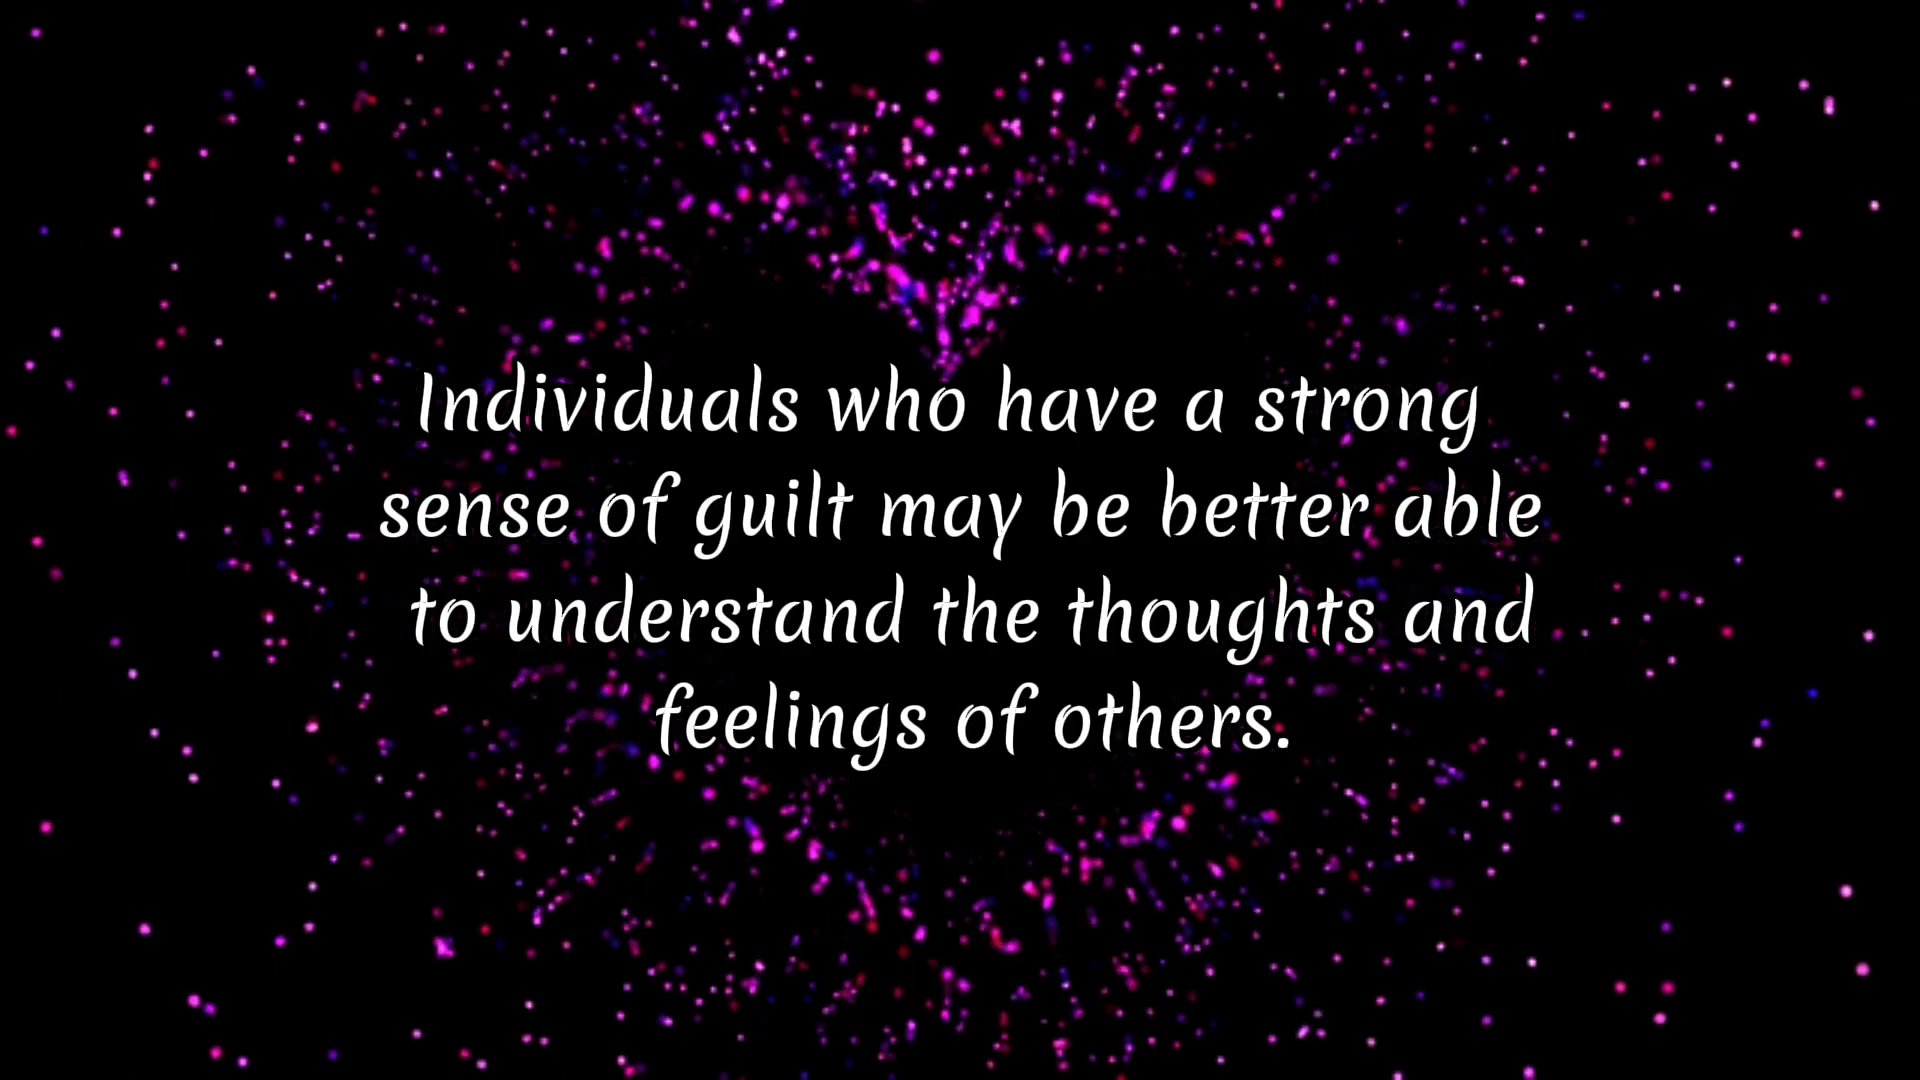 Individuals who have a strong
sense of guilt may be better able
to understand the thoughts and
feelings of others.